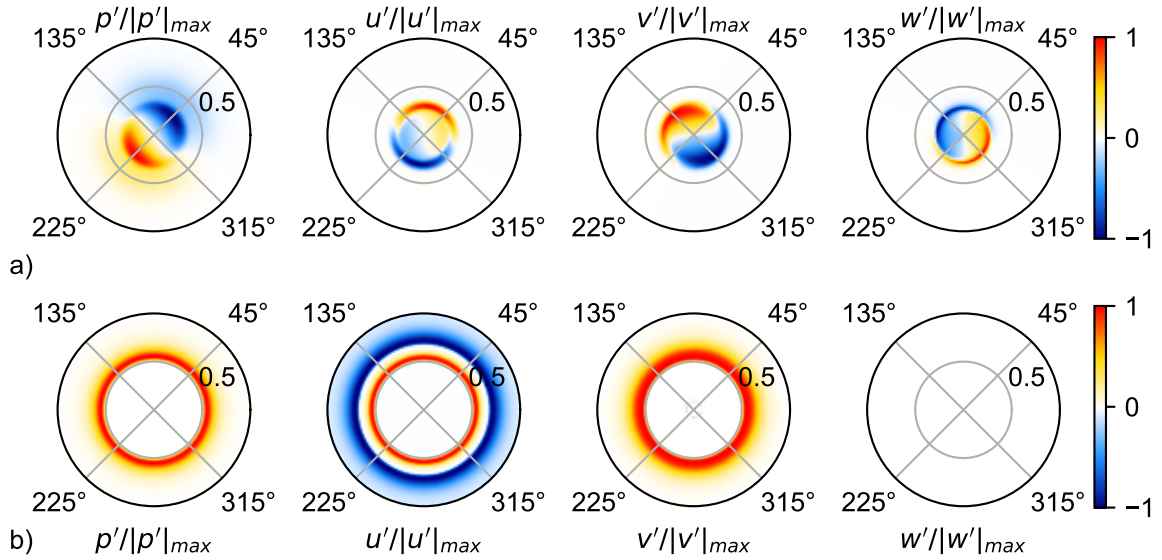 p′/|p′|max u′/|u′|max v′/|v′|max w′/|w′|max
135° 45° 135° 45° 135° 45° 135° 45° 1
0.5 0.5 0.5 0.5
0
225° 315° 225° 315° 225° 315° 225° 315° −1
a)
135° 45° 135° 45° 135° 45° 135° 45° 1
0.5 0.5 0.5 0.5
0
225° 315° 225° 315° 225° 315° 225° 315° −1
b) p′/|p′|max u′/|u′|max v′/|v′|max w′/|w′|max